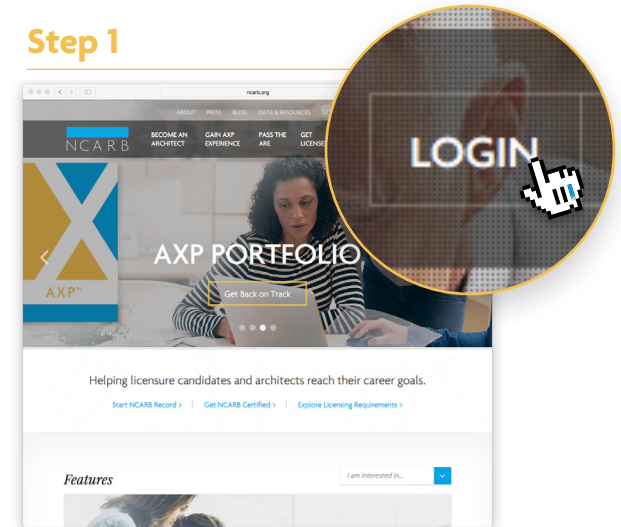 Step 1
ncarb.org
ABOUT PRESS BLOG DATA & RESOURCES
NCARB
BECOME AN ARCHITECT
GAIN AXP EXPERIENCE
PASS THE ARE
GET
LOGIN
AXP PORTFOLIO
AXP™
Get Back on Track
Helping licensure candidates and architects reach their career goals.
Start NCARB Record > Get NCARB Certified > Explore Licensing Requirements >
Features
I am interested in...